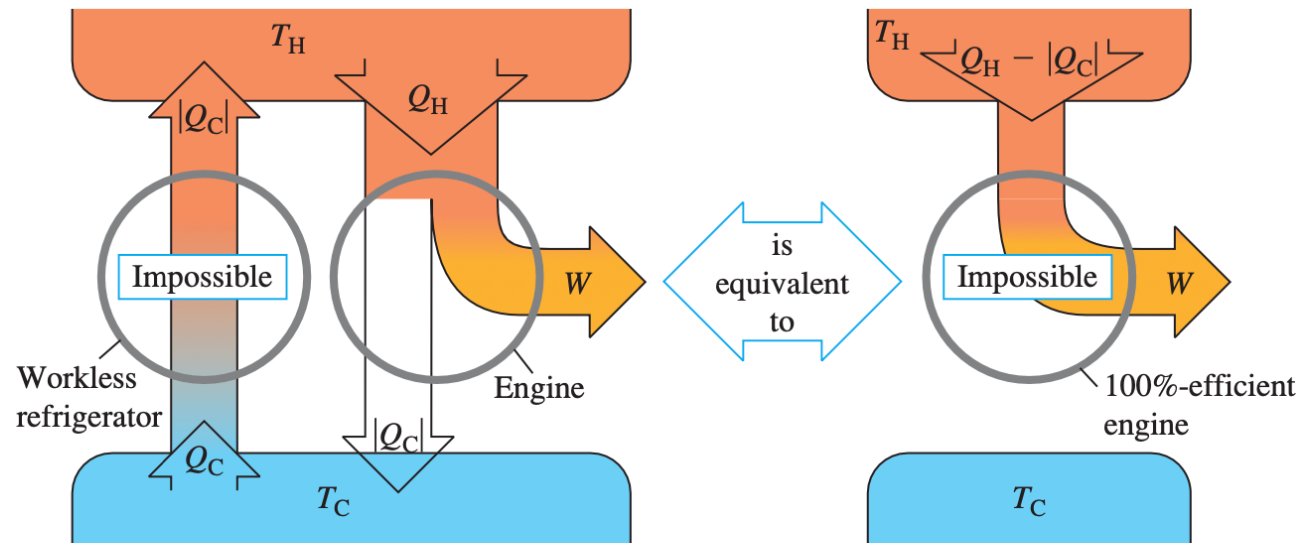 T_H
|Q_C|
Q_H
Impossible
W
Workless
refrigerator
Engine
Q_C
|Q_C|
T_C
is
equivalent
to
T_H
Q_H − |Q_C|
Impossible
W
100%-efficient
engine
T_C